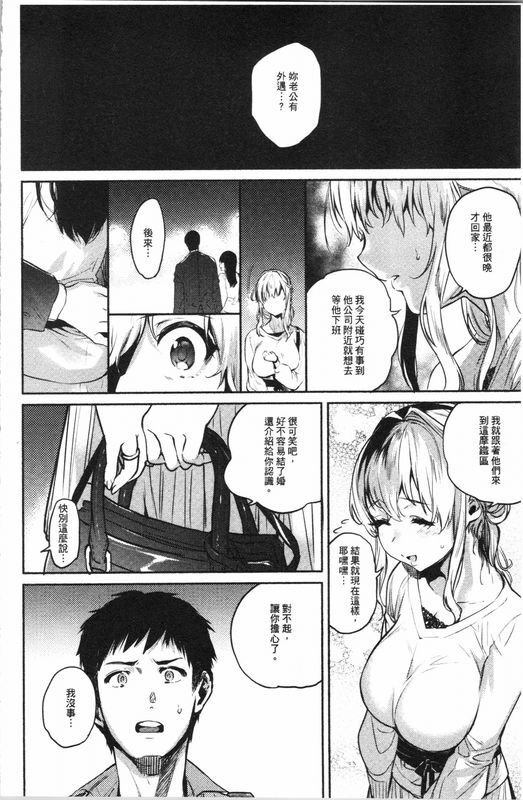 妳老公有
外遇…?
他最近都很晚
才回家…
我今天碰巧有事到
他公司附近就想去
等他下班
後來…
我就跟著他們來
到這摩鐵區
結果就現在這樣，
耶嘿嘿…
很可笑吧，
好不容易結了婚
還介紹給你認識。
快別這麼說…
對不起，
讓你擔心了。
我沒事…